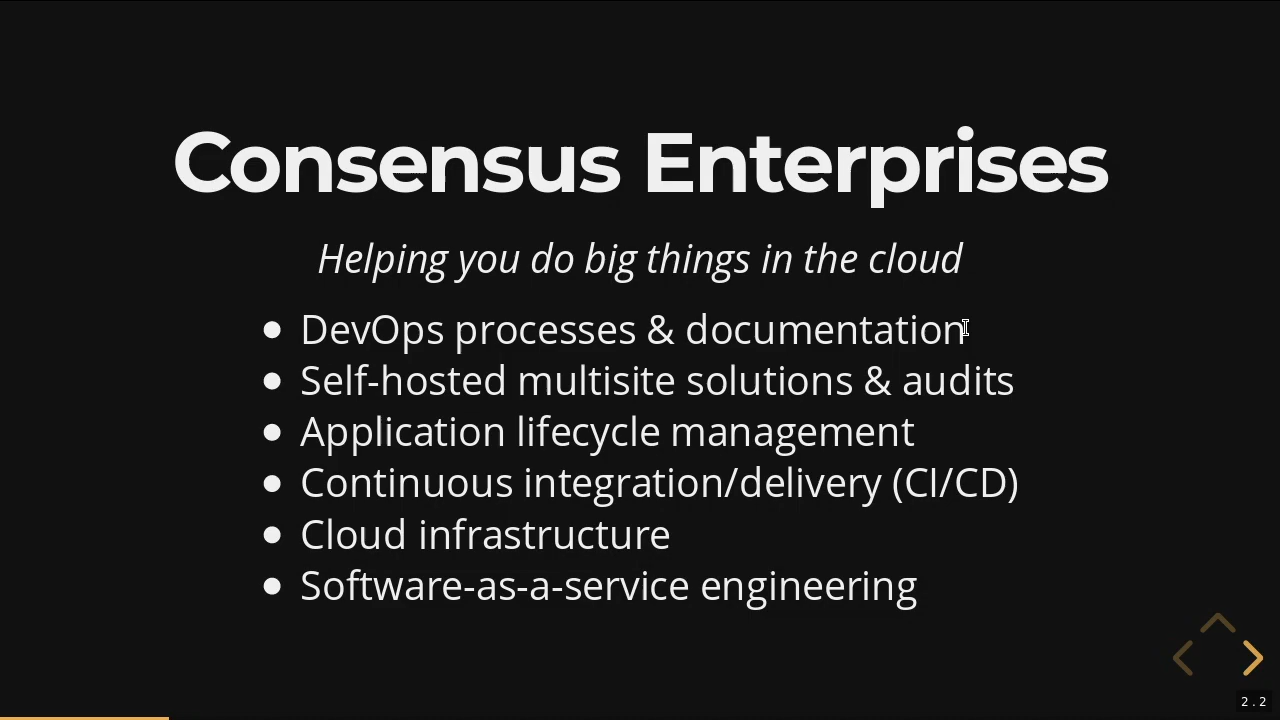 Consensus Enterprises
Helping you do big things in the cloud
DevOps processes & documentation
Self-hosted multisite solutions & audits
Application lifecycle management
Continuous integration/delivery (CI/CD)
Cloud infrastructure
Software-as-a-service engineering
2.2